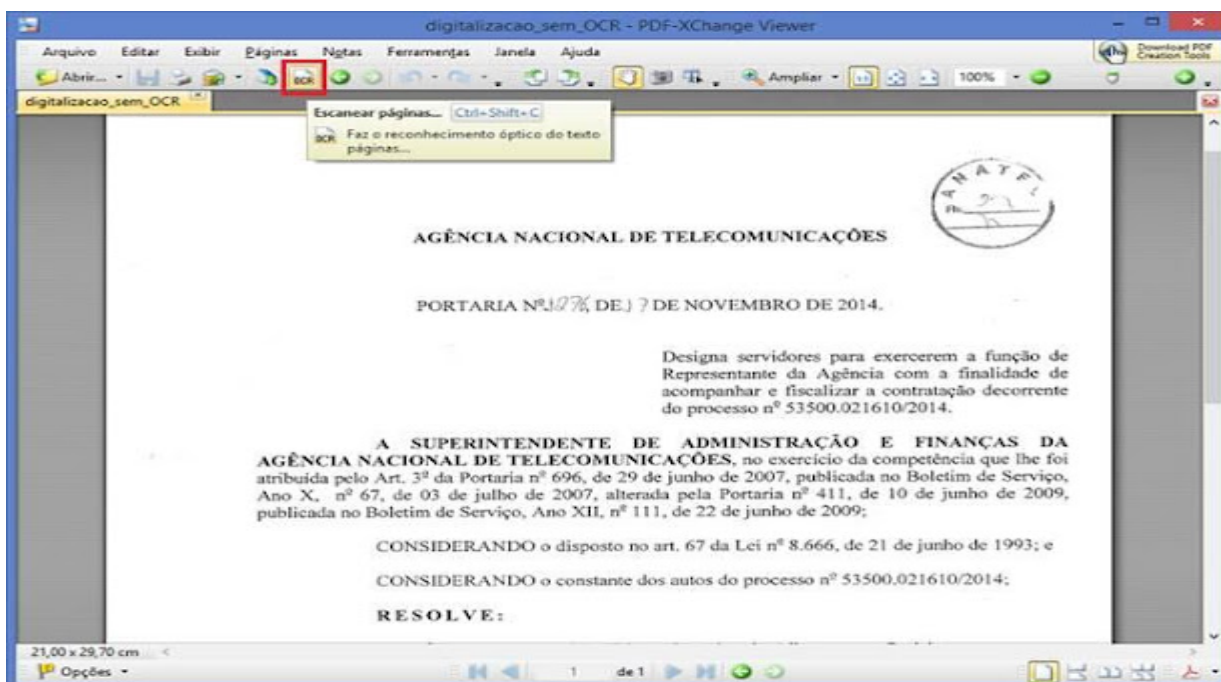 digitalizacao_sem_OCR - PDF-XChange Viewer
Arquivo Editar Exibir Páginas Notas Ferramentas Janela Ajuda
Download PDF
Creation Tools
Abrir... OCR Ampliar 100%
digitalizacao_sem_OCR
Escanear páginas... Ctrl+Shift+C
OCR Faz o reconhecimento óptico do texto
páginas...
ANATEL
AGÊNCIA NACIONAL DE TELECOMUNICAÇÕES
PORTARIA Nº 1276, DE 17 DE NOVEMBRO DE 2014.
Designa servidores para exercerem a função de
Representante da Agência com a finalidade de
acompanhar e fiscalizar a contratação decorrente
do processo nº 53500.021610/2014.
A SUPERINTENDENTE DE ADMINISTRAÇÃO E FINANÇAS DA
AGÊNCIA NACIONAL DE TELECOMUNICAÇÕES, no exercício da competência que lhe foi
atribuída pelo Art. 3º da Portaria nº 696, de 29 de junho de 2007, publicada no Boletim de Serviço,
Ano X, nº 67, de 03 de julho de 2007, alterada pela Portaria nº 411, de 10 de junho de 2009,
publicada no Boletim de Serviço, Ano XII, nº 111, de 22 de junho de 2009;
CONSIDERANDO o disposto no art. 67 da Lei nº 8.666, de 21 de junho de 1993; e
CONSIDERANDO o constante dos autos do processo nº 53500.021610/2014;
RESOLVE:
21,00 x 29,70 cm
Opções 1 de 1